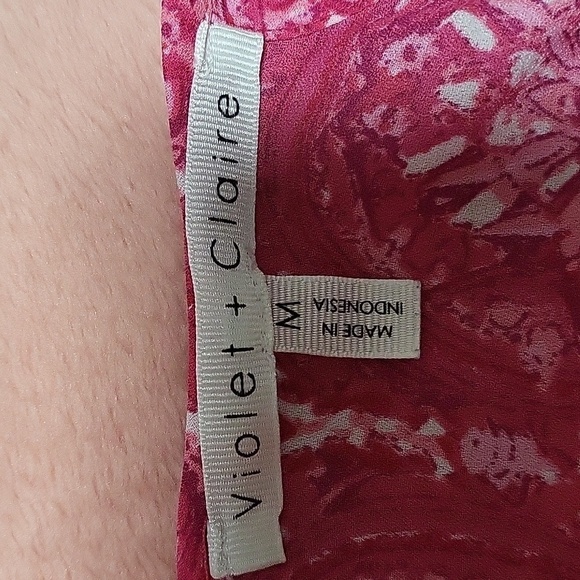 Violet + Claire
M
MADE IN
INDONESIA